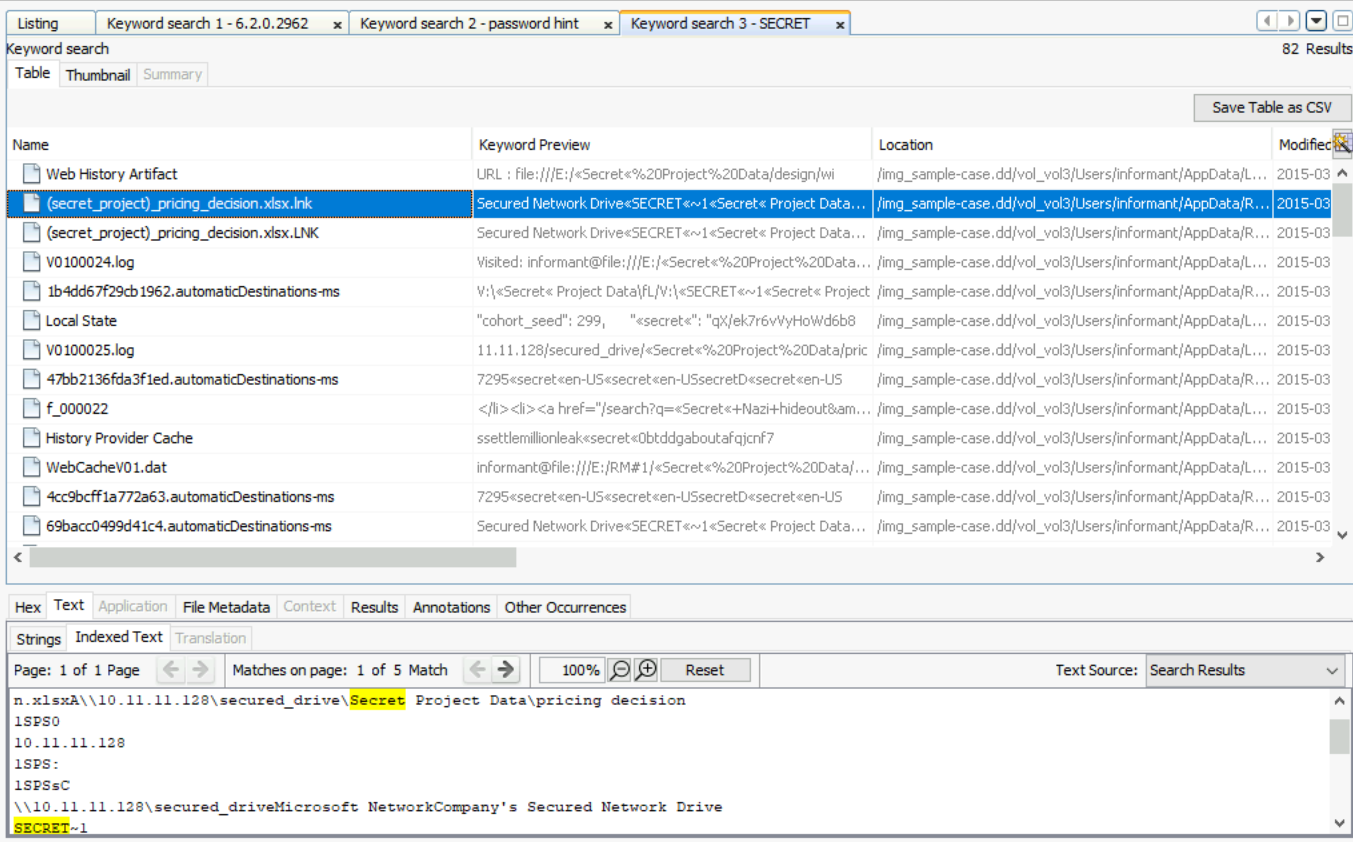 Listing Keyword search 1 - 6.2.0.2962 x Keyword search 2 - password hint x Keyword search 3 - SECRET x
Keyword search 82 Results
Table Thumbnail Summary
Save Table as CSV
Name Keyword Preview Location Modified
Web History Artifact URL : file:///E:/«Secret«%20Project%20Data/design/wi /img_sample-case.dd/vol_vol3/Users/informant/AppData/L... 2015-03
(secret_project)_pricing_decision.xlsx.lnk Secured Network Drive«SECRET«~1«Secret« Project Data... /img_sample-case.dd/vol_vol3/Users/informant/AppData/R... 2015-03
(secret_project)_pricing_decision.xlsx.LNK Secured Network Drive«SECRET«~1«Secret« Project Data... /img_sample-case.dd/vol_vol3/Users/informant/AppData/R... 2015-03
V0100024.log Visited: informant@file:///E:/«Secret«%20Project%20Data... /img_sample-case.dd/vol_vol3/Users/informant/AppData/L... 2015-03
1b4dd67f29cb1962.automaticDestinations-ms V:\«Secret« Project Data\fL/V:\«SECRET«~1«Secret« Project /img_sample-case.dd/vol_vol3/Users/informant/AppData/R... 2015-03
Local State "cohort_seed": 299, "«secret«": "qX/ek7r6vVyHoWd6b8 /img_sample-case.dd/vol_vol3/Users/informant/AppData/L... 2015-03
V0100025.log 11.11.128/secured_drive/«Secret«%20Project%20Data/pric /img_sample-case.dd/vol_vol3/Users/informant/AppData/L... 2015-03
47bb2136fda3f1ed.automaticDestinations-ms 7295«secret«en-US«secret«en-USsecretD«secret«en-US /img_sample-case.dd/vol_vol3/Users/informant/AppData/R... 2015-03
f_000022 </li><li><a href="/search?q=«Secret«+Nazi+hideout&am... /img_sample-case.dd/vol_vol3/Users/informant/AppData/L... 2015-03
History Provider Cache ssettlemillionleak«secret«0btddgaboutafqjcnf7 /img_sample-case.dd/vol_vol3/Users/informant/AppData/L... 2015-03
WebCacheV01.dat informant@file:///E:/RM#1/«Secret«%20Project%20Data/... /img_sample-case.dd/vol_vol3/Users/informant/AppData/L... 2015-03
4cc9bcff1a772a63.automaticDestinations-ms 7295«secret«en-US«secret«en-USsecretD«secret«en-US /img_sample-case.dd/vol_vol3/Users/informant/AppData/R... 2015-03
69bacc0499d41c4.automaticDestinations-ms Secured Network Drive«SECRET«~1«Secret« Project Data... /img_sample-case.dd/vol_vol3/Users/informant/AppData/R... 2015-03
Hex Text Application File Metadata Context Results Annotations Other Occurrences
Strings Indexed Text Translation
Page: 1 of 1 Page Matches on page: 1 of 5 Match 100% Reset Text Source: Search Results
n.xlsxA\\10.11.11.128\secured_drive\Secret Project Data\pricing decision
1SPS0
10.11.11.128
1SPS:
1SPSsC
\\10.11.11.128\secured_driveMicrosoft NetworkCompany's Secured Network Drive
SECRET~1